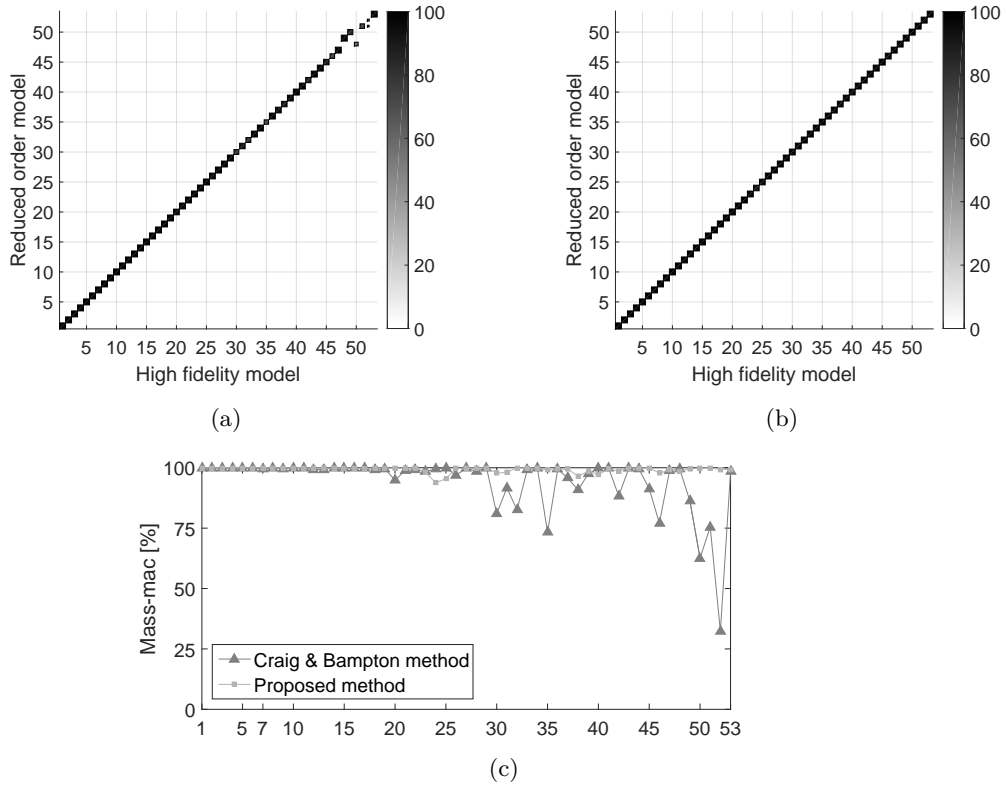 50
45
40
35
30
25
20
15
10
5
Reduced order model
5 10 15 20 25 30 35 40 45 50
High fidelity model
100
80
60
40
20
0
(a)
50
45
40
35
30
25
20
15
10
5
Reduced order model
5 10 15 20 25 30 35 40 45 50
High fidelity model
100
80
60
40
20
0
(b)
100
75
50
25
0
Mass-mac [%]
Craig & Bampton method
Proposed method
1 5 7 10 15 20 25 30 35 40 45 50 53
(c)